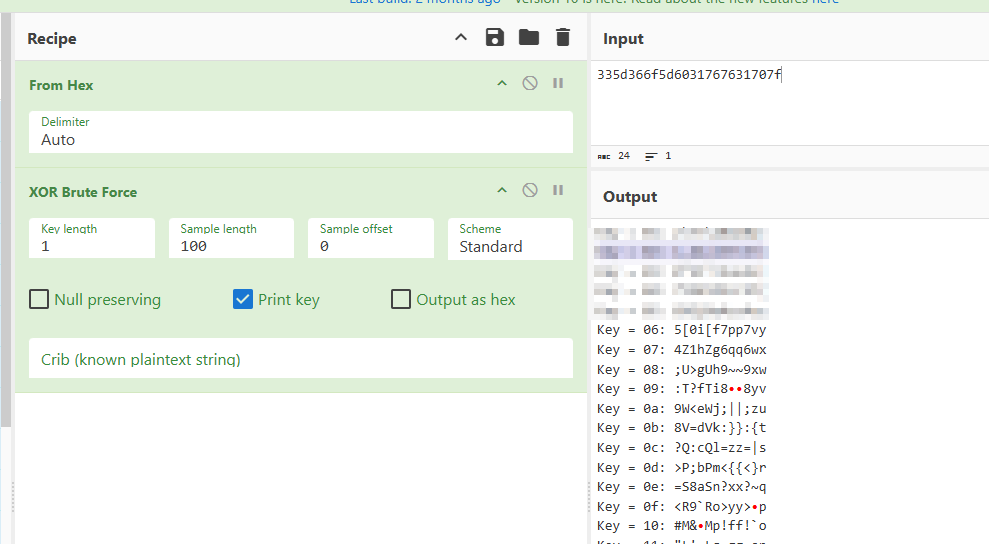 Last build: 2 months ago - Version 10 is here! Read about the new features here
Recipe
From Hex
Delimiter
Auto
XOR Brute Force
Key length
1
Sample length
100
Sample offset
0
Scheme
Standard
Null preserving
Print key
Output as hex
Crib (known plaintext string)
Input
335d366f5d6031767631707f
ABC 24 1
Output
Key = 06: 5[0i[f7pp7vy
Key = 07: 4Z1hZg6qq6wx
Key = 08: ;U>gUh9~~9xw
Key = 09: :T?fTi8••8yv
Key = 0a: 9W<eWj;||;zu
Key = 0b: 8V=dVk:}}:{t
Key = 0c: ?Q:cQl=zz=|s
Key = 0d: >P;bPm<{{<}r
Key = 0e: =S8aSn?xx?~q
Key = 0f: <R9`Ro>yy>•p
Key = 10: #M&•Mp!ff!`o